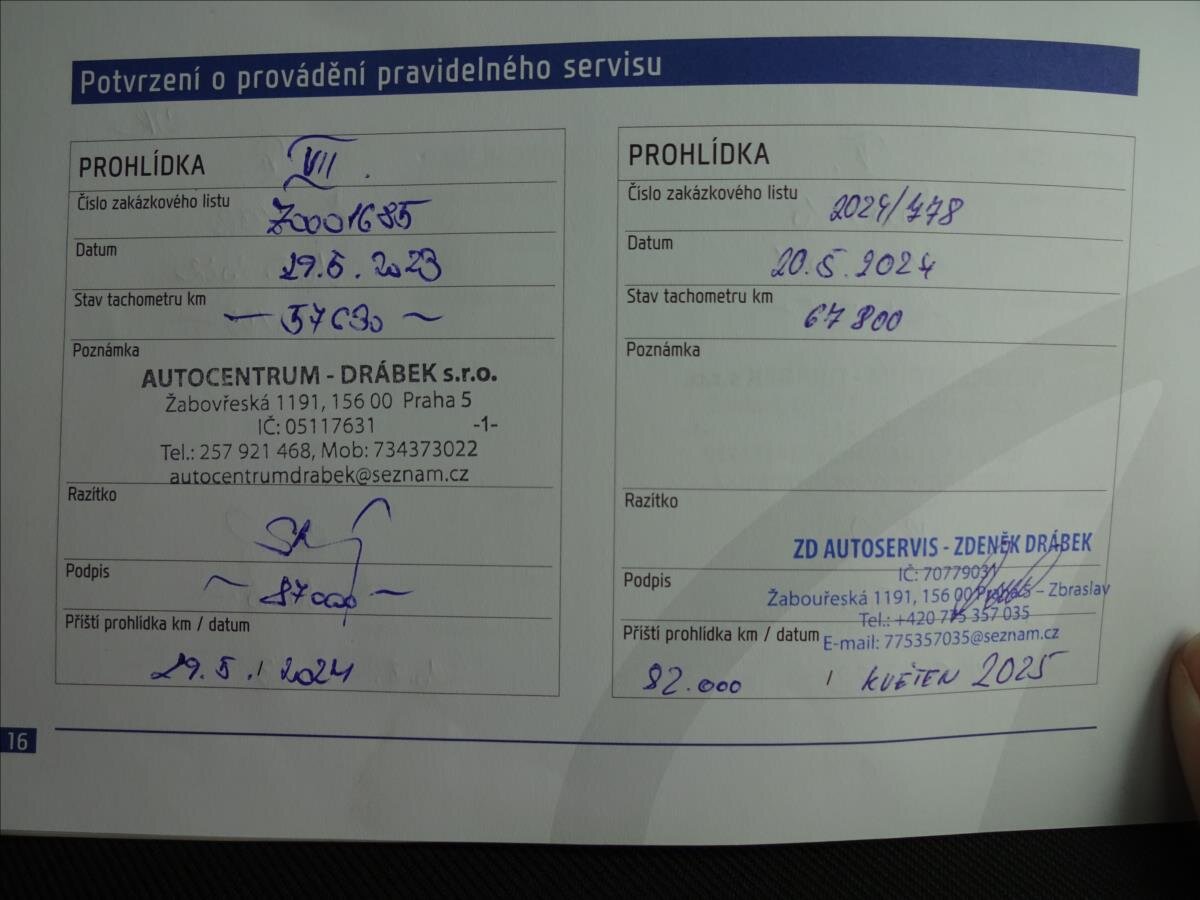 Potvrzení o provádění pravidelného servisu
PROHLÍDKA VII.
Číslo zakázkového listu Z0001685
Datum 29.5.2023
Stav tachometru km 57690
Poznámka
AUTOCENTRUM - DRÁBEK s.r.o.
Žabovřeská 1191, 156 00 Praha 5
IČ: 05117631 -1-
Tel.: 257 921 468, Mob: 734373022
autocentrumdrabek@seznam.cz
Razítko
Podpis
87000
Příští prohlídka km / datum
29.5. / 2024
PROHLÍDKA
Číslo zakázkového listu 2024/478
Datum 20.5.2024
Stav tachometru km 67 800
Poznámka
Razítko
ZD AUTOSERVIS - ZDENĚK DRÁBEK
IČ: 70779031
Podpis
Žabouřeská 1191, 156 00 Praha 5 - Zbraslav
Tel.: +420 775 357 035
Příští prohlídka km / datum
E-mail: 775357035@seznam.cz
82.000 / KVĚTEN 2025
16